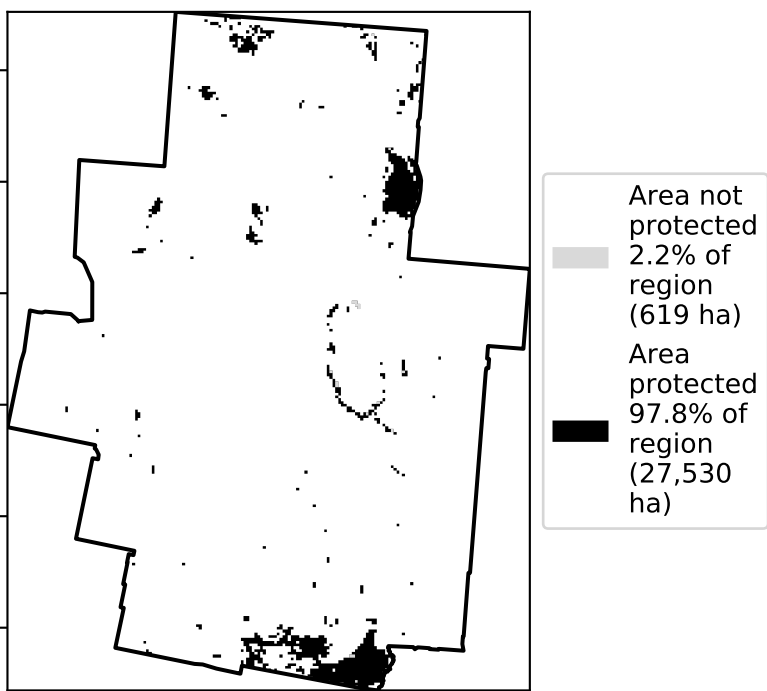 Area not
protected
2.2% of
region
(619 ha)
Area
protected
97.8% of
region
(27,530
ha)